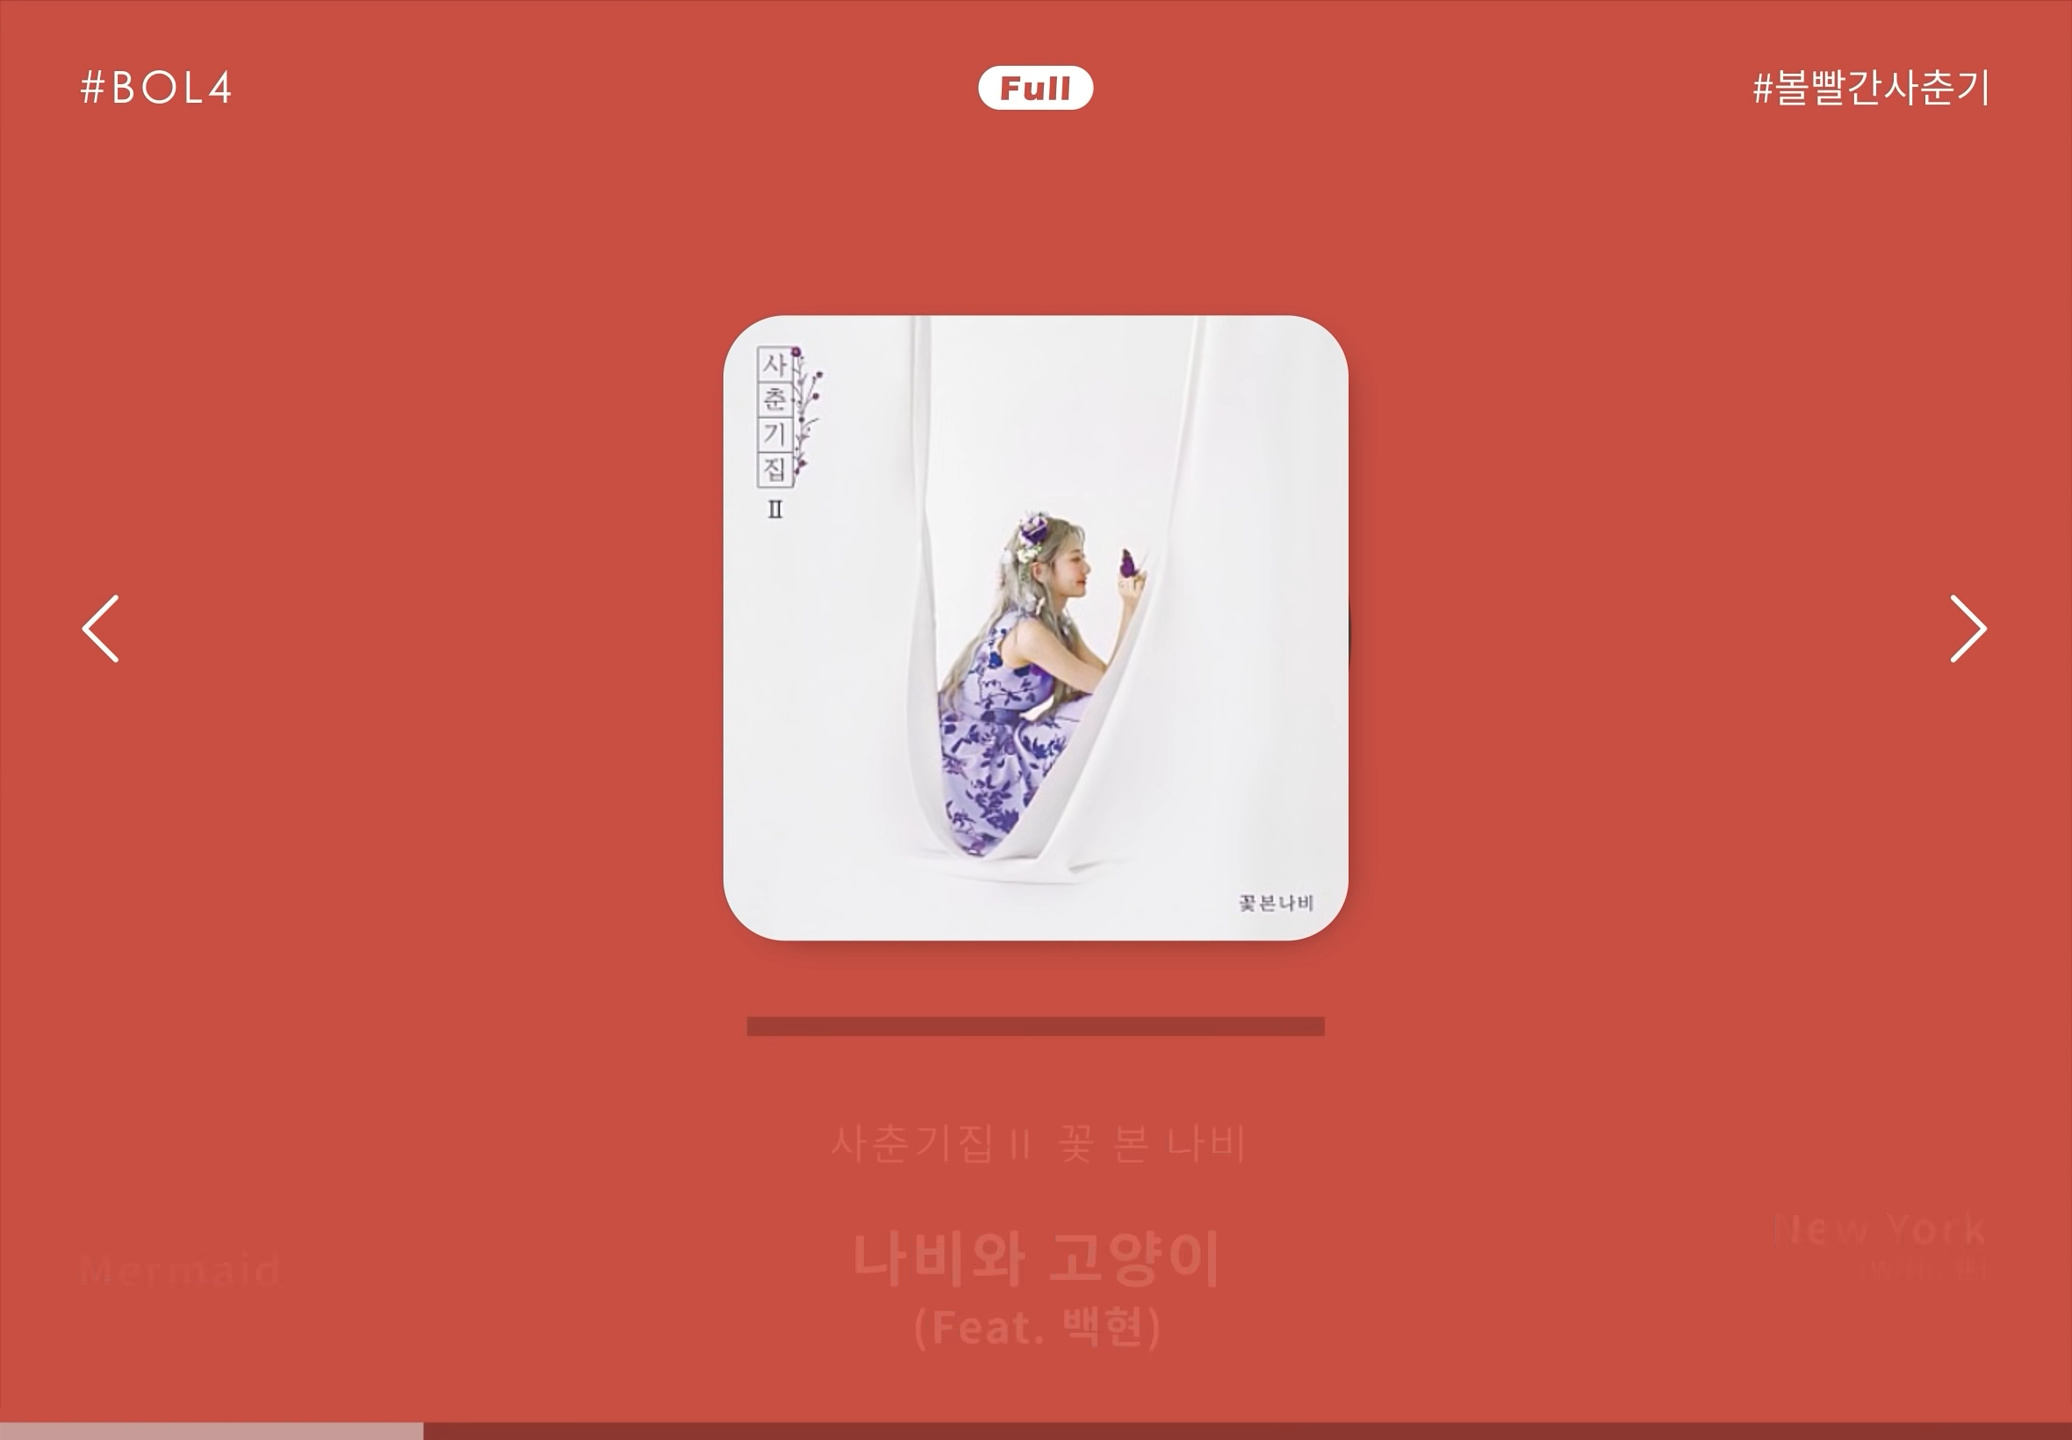 #BOL4
Full
#볼빨간사춘기
사
춘
기
집
II
꽃본나비
사춘기집 II 꽃 본 나비
나비와 고양이
(Feat. 백현)
Mermaid
New York